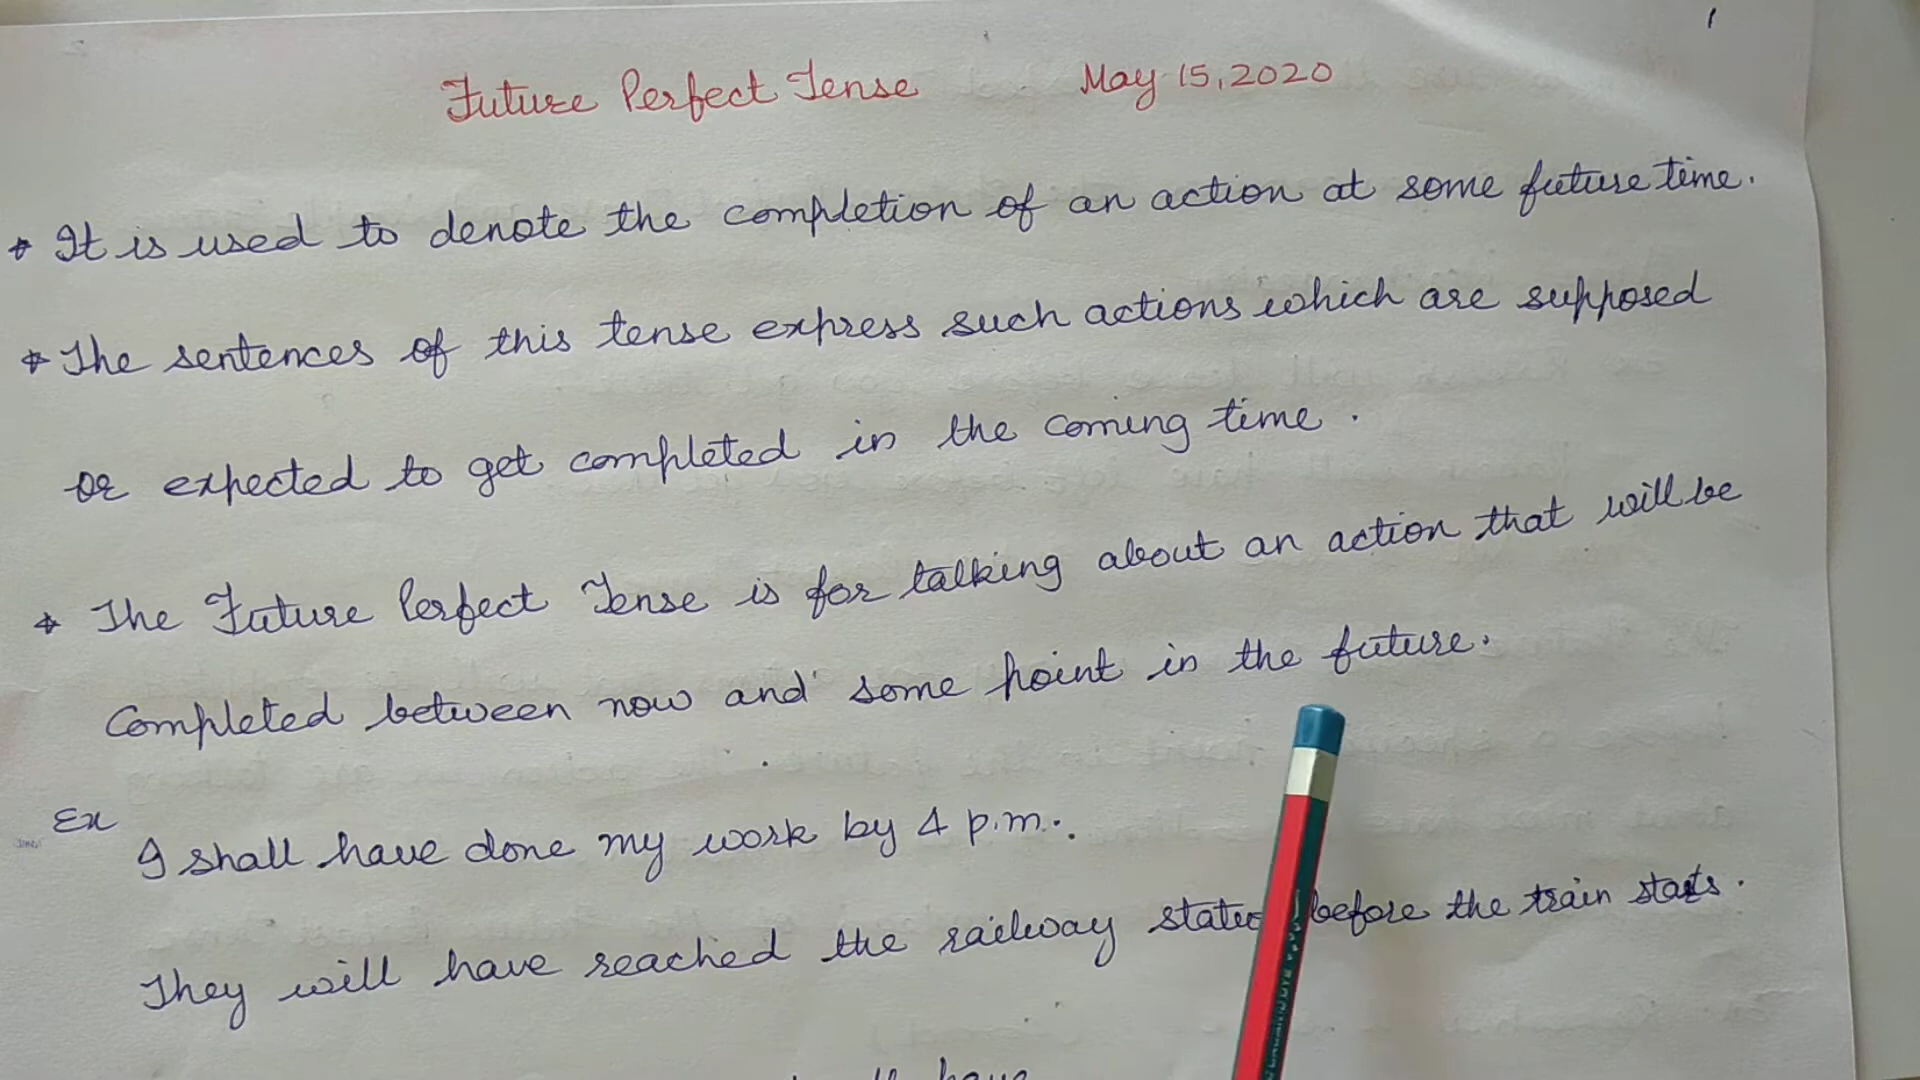 1
Future Perfect Tense May 15, 2020
* It is used to denote the completion of an action at some future time.
* The sentences of this tense express such actions which are supposed
or expected to get completed in the coming time.
* The Future Perfect Tense is for talking about an action that will be
Completed between now and some point in the future.
Ex
I shall have done my work by 4 p.m..
They will have reached the railway before the train starts.
have